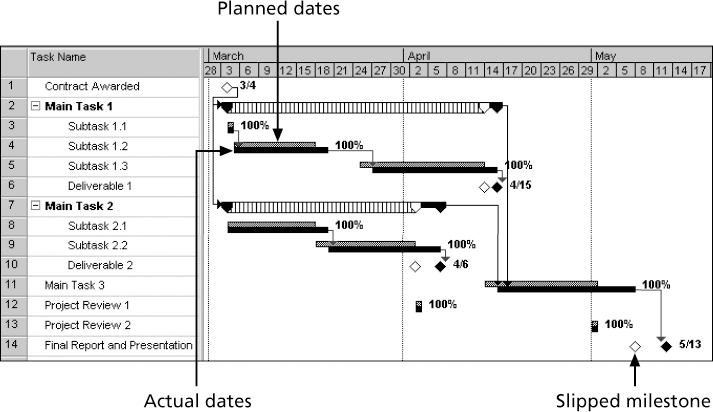 Planned dates
Task Name
March
April
May
28 3 6 9 12 15 18 21 24 27 30 2 5 8 11 14 17 20 23 26 29 2 5 8 11 14 17
1 Contract Awarded 3/4
2 Main Task 1
3 Subtask 1.1 100%
4 Subtask 1.2 100%
5 Subtask 1.3 100%
6 Deliverable 1 4/15
7 Main Task 2
8 Subtask 2.1 100%
9 Subtask 2.2 100%
10 Deliverable 2 4/6
11 Main Task 3 100%
12 Project Review 1 100%
13 Project Review 2 100%
14 Final Report and Presentation 5/13
Actual dates
Slipped milestone